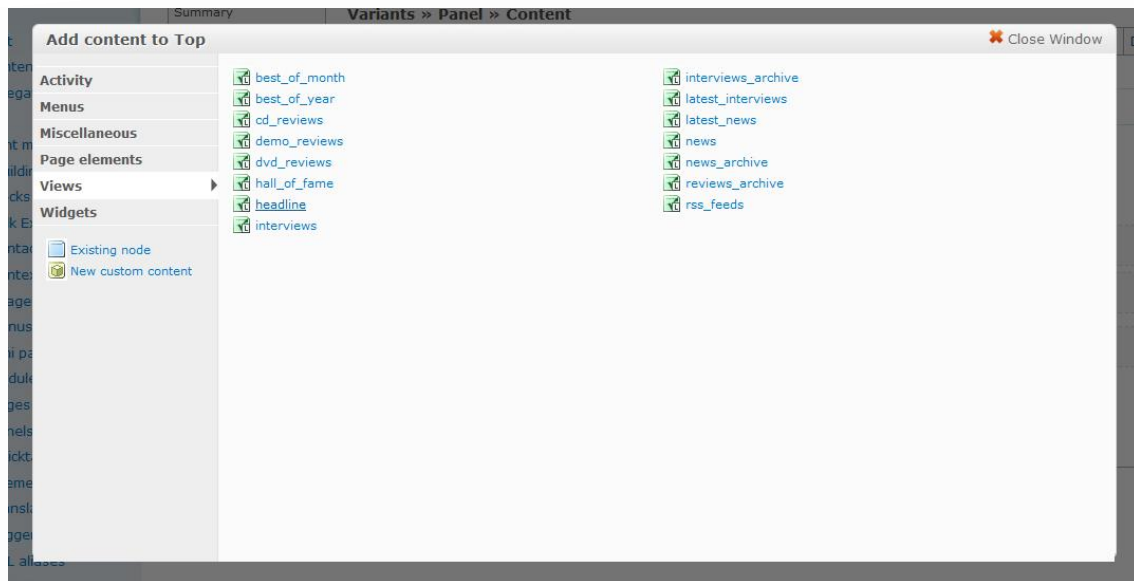 Summary
Variants » Panel » Content
Add content to Top
Close Window
Activity
Menus
Miscellaneous
Page elements
Views
Widgets
Existing node
New custom content
best_of_month
best_of_year
cd_reviews
demo_reviews
dvd_reviews
hall_of_fame
headline
interviews
interviews_archive
latest_interviews
latest_news
news
news_archive
reviews_archive
rss_feeds